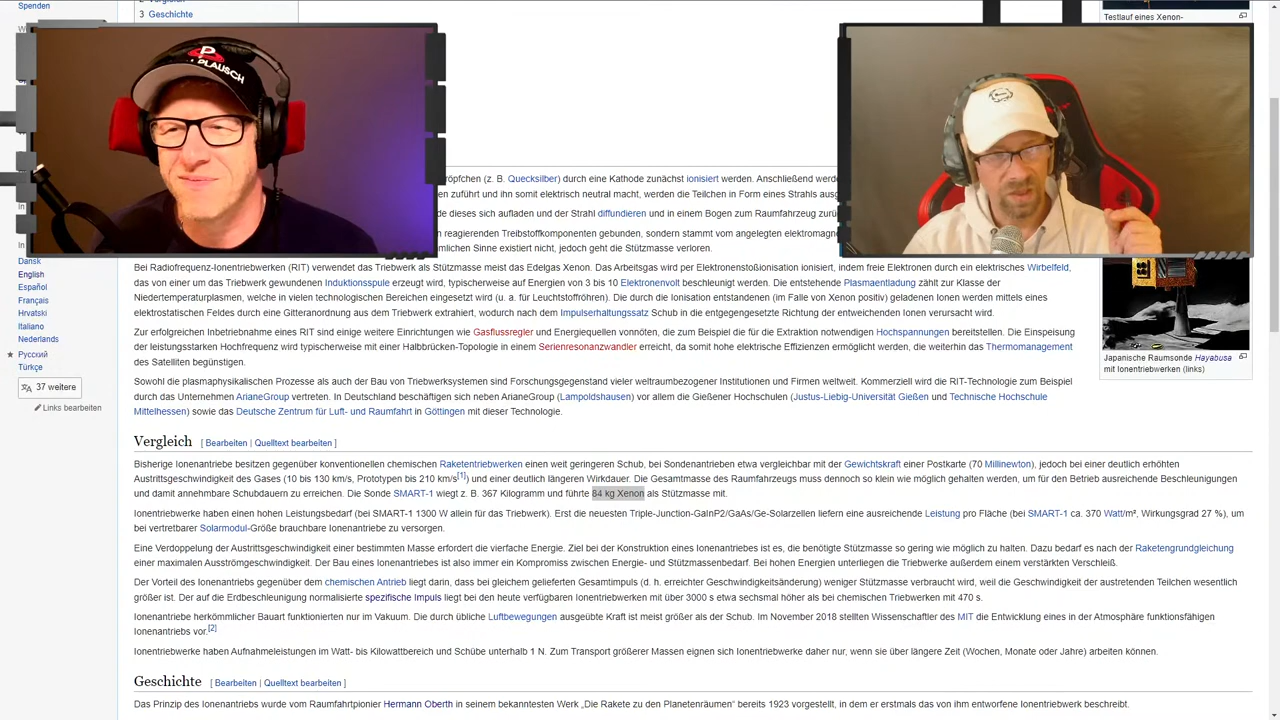 Spenden
2 Vergleich
3 Geschichte
Testlauf eines Xenon-
P
PLAUSCH
röpfchen (z. B. Quecksilber) durch eine Kathode zunächst ionisiert werden. Anschließend werde
en zuführt und ihn somit elektrisch neutral macht, werden die Teilchen in Form eines Strahls ausg
de dieses sich aufladen und der Strahl diffundieren und in einem Bogen zum Raumfahrzeug zurü
n reagierenden Treibstoffkomponenten gebunden, sondern stammt vom angelegten elektromagne
mlichen Sinne existiert nicht, jedoch geht die Stützmasse verloren.
Dansk
English
Español
Français
Hrvatski
Italiano
Nederlands
Русский
Türkçe
37 weitere
Links bearbeiten
Bei Radiofrequenz-Ionentriebwerken (RIT) verwendet das Triebwerk als Stützmasse meist das Edelgas Xenon. Das Arbeitsgas wird per Elektronenstoßionisation ionisiert, indem freie Elektronen durch ein elektrisches Wirbelfeld,
das von einer um das Triebwerk gewundenen Induktionsspule erzeugt wird, typischerweise auf Energien von 3 bis 10 Elektronenvolt beschleunigt werden. Die entstehende Plasmaentladung zählt zur Klasse der
Niedertemperaturplasmen, welche in vielen technologischen Bereichen eingesetzt wird (u. a. für Leuchtstoffröhren). Die durch die Ionisation entstandenen (im Falle von Xenon positiv) geladenen Ionen werden mittels eines
elektrostatischen Feldes durch eine Gitteranordnung aus dem Triebwerk extrahiert, wodurch nach dem Impulserhaltungssatz Schub in die entgegengesetzte Richtung der entweichenden Ionen verursacht wird.
Zur erfolgreichen Inbetriebnahme eines RIT sind einige weitere Einrichtungen wie Gasflussregler und Energiequellen vonnöten, die zum Beispiel die für die Extraktion notwendigen Hochspannungen bereitstellen. Die Einspeisung
der leistungsstarken Hochfrequenz wird typischerweise mit einer Halbbrücken-Topologie in einem Serienresonanzwandler erreicht, da somit hohe elektrische Effizienzen ermöglicht werden, die weiterhin das Thermomanagement
des Satelliten begünstigen.
Sowohl die plasmaphysikalischen Prozesse als auch der Bau von Triebwerksystemen sind Forschungsgegenstand vieler weltraumbezogener Institutionen und Firmen weltweit. Kommerziell wird die RIT-Technologie zum Beispiel
durch das Unternehmen ArianeGroup vertreten. In Deutschland beschäftigen sich neben ArianeGroup (Lampoldshausen) vor allem die Gießener Hochschulen (Justus-Liebig-Universität Gießen und Technische Hochschule
Mittelhessen) sowie das Deutsche Zentrum für Luft- und Raumfahrt in Göttingen mit dieser Technologie.
Japanische Raumsonde Hayabusa
mit Ionentriebwerken (links)
Vergleich [ Bearbeiten | Quelltext bearbeiten ]
Bisherige Ionenantriebe besitzen gegenüber konventionellen chemischen Raketentriebwerken einen weit geringeren Schub, bei Sondenantrieben etwa vergleichbar mit der Gewichtskraft einer Postkarte (70 Millinewton), jedoch bei einer deutlich erhöhten
Austrittsgeschwindigkeit des Gases (10 bis 130 km/s, Prototypen bis 210 km/s[1]) und einer deutlich längeren Wirkdauer. Die Gesamtmasse des Raumfahrzeugs muss dennoch so klein wie möglich gehalten werden, um für den Betrieb ausreichende Beschleunigungen
und damit annehmbare Schubdauern zu erreichen. Die Sonde SMART-1 wiegt z. B. 367 Kilogramm und führte 84 kg Xenon als Stützmasse mit.
Ionentriebwerke haben einen hohen Leistungsbedarf (bei SMART-1 1300 W allein für das Triebwerk). Erst die neuesten Triple-Junction-GaInP2/GaAs/Ge-Solarzellen liefern eine ausreichende Leistung pro Fläche (bei SMART-1 ca. 370 Watt/m², Wirkungsgrad 27 %), um
bei vertretbarer Solarmodul-Größe brauchbare Ionenantriebe zu versorgen.
Eine Verdoppelung der Austrittsgeschwindigkeit einer bestimmten Masse erfordert die vierfache Energie. Ziel bei der Konstruktion eines Ionenantriebes ist es, die benötigte Stützmasse so gering wie möglich zu halten. Dazu bedarf es nach der Raketengrundgleichung
einer maximalen Ausströmgeschwindigkeit. Der Bau eines Ionenantriebes ist also immer ein Kompromiss zwischen Energie- und Stützmassenbedarf. Bei hohen Energien unterliegen die Triebwerke außerdem einem verstärkten Verschleiß.
Der Vorteil des Ionenantriebs gegenüber dem chemischen Antrieb liegt darin, dass bei gleichem gelieferten Gesamtimpuls (d. h. erreichter Geschwindigkeitsänderung) weniger Stützmasse verbraucht wird, weil die Geschwindigkeit der austretenden Teilchen wesentlich
größer ist. Der auf die Erdbeschleunigung normalisierte spezifische Impuls liegt bei den heute verfügbaren Ionentriebwerken mit über 3000 s etwa sechsmal höher als bei chemischen Triebwerken mit 470 s.
Ionenantriebe herkömmlicher Bauart funktionierten nur im Vakuum. Die durch übliche Luftbewegungen ausgeübte Kraft ist meist größer als der Schub. Im November 2018 stellten Wissenschaftler des MIT die Entwicklung eines in der Atmosphäre funktionsfähigen
Ionenantriebs vor.[2]
Ionentriebwerke haben Aufnahmeleistungen im Watt- bis Kilowattbereich und Schübe unterhalb 1 N. Zum Transport größerer Massen eignen sich Ionentriebwerke daher nur, wenn sie über längere Zeit (Wochen, Monate oder Jahre) arbeiten können.
Geschichte [ Bearbeiten | Quelltext bearbeiten ]
Das Prinzip des Ionenantriebs wurde vom Raumfahrtpionier Hermann Oberth in seinem bekanntesten Werk „Die Rakete zu den Planetenräumen“ bereits 1923 vorgestellt, in dem er erstmals das von ihm entworfene Ionentriebwerk beschreibt.